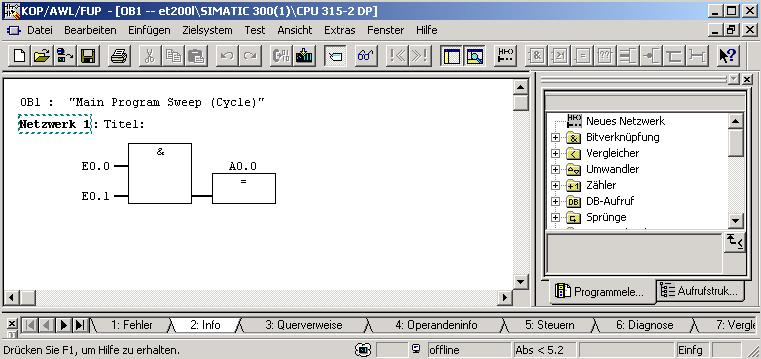 KOP/AWL/FUP - [OB1 -- et200l\SIMATIC 300(1)\CPU 315-2 DP]
Datei Bearbeiten Einfügen Zielsystem Test Ansicht Extras Fenster Hilfe
OB1 : "Main Program Sweep (Cycle)"
Netzwerk 1: Titel:
&
E0.0
A0.0
=
E0.1
Neues Netzwerk
Bitverknüpfung
Vergleicher
Umwandler
Zähler
DB-Aufruf
Sprünge
Programmele...
Aufrufstruk...
1: Fehler 2: Info 3: Querverweise 4: Operandeninfo 5: Steuern 6: Diagnose 7: Vergle
Drücken Sie F1, um Hilfe zu erhalten. offline Abs < 5.2 Einfg